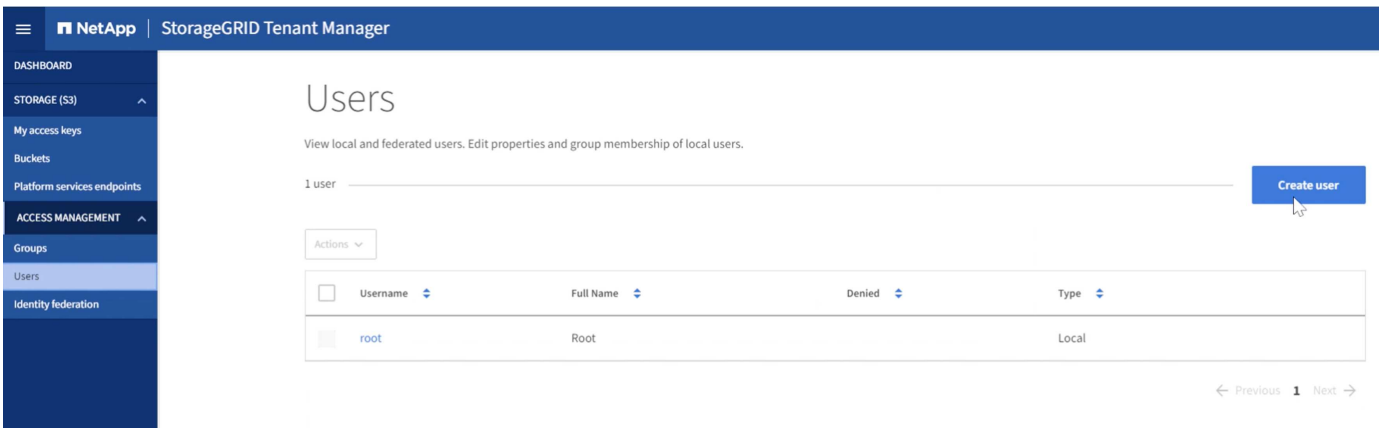 NetApp StorageGRID Tenant Manager
DASHBOARD
STORAGE (S3)
My access keys
Buckets
Platform services endpoints
ACCESS MANAGEMENT
Groups
Users
Identity federation
Users
View local and federated users. Edit properties and group membership of local users.
1 user
Create user
Actions
Username Full Name Denied Type
root Root Local
← Previous 1 Next →